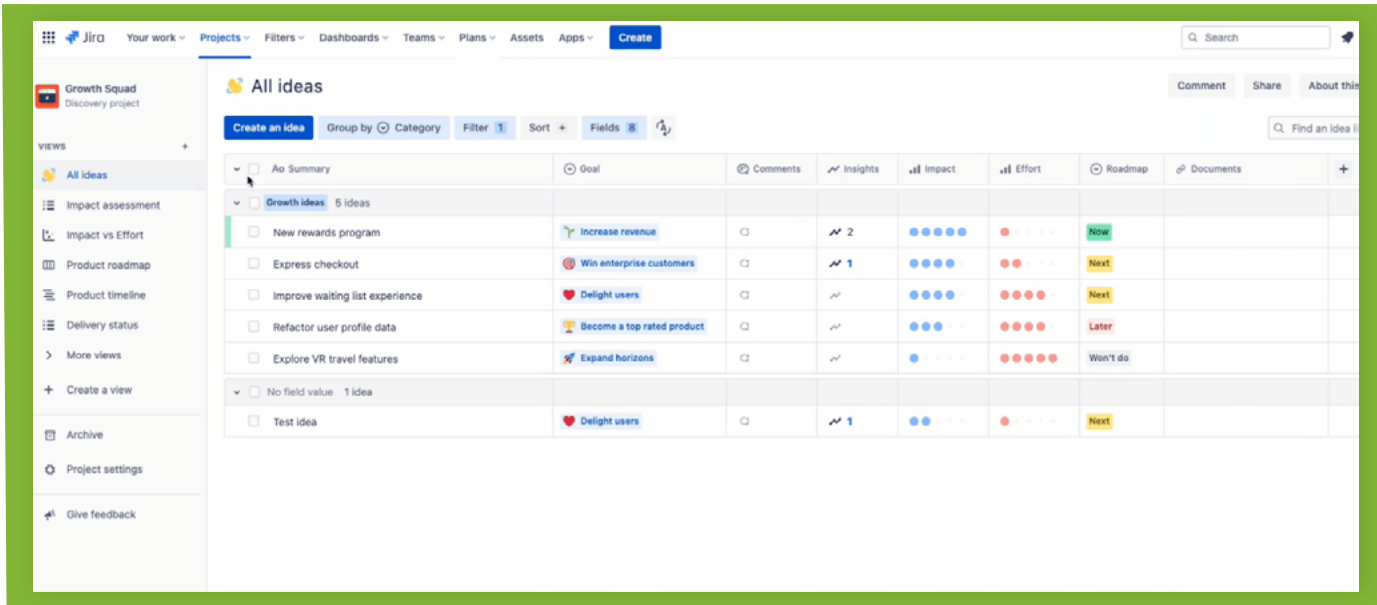 Jira Your work Projects Filters Dashboards Teams Plans Assets Apps Create Search
Growth Squad
Discovery project
VIEWS +
All ideas
Impact assessment
Impact vs Effort
Product roadmap
Product timeline
Delivery status
More views
+ Create a view
Archive
Project settings
Give feedback
All ideas
Comment Share About this
Create an idea Group by Category Filter 1 Sort + Fields 8 Find an idea
Aa Summary Goal Comments Insights Impact Effort Roadmap Documents +
Growth ideas 5 ideas
New rewards program Increase revenue 2 Now
Express checkout Win enterprise customers 1 Next
Improve waiting list experience Delight users Next
Refactor user profile data Become a top rated product Later
Explore VR travel features Expand horizons Won't do
No field value 1 idea
Test idea Delight users 1 Next